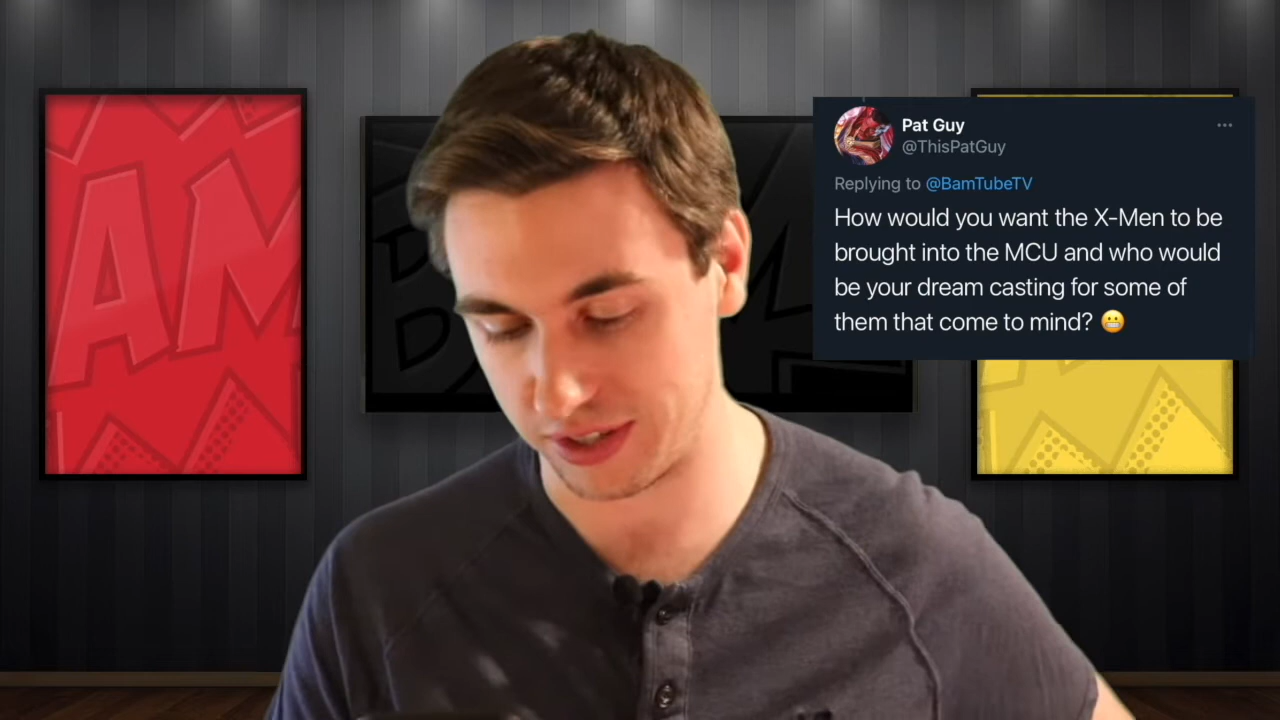 AM
Pat Guy
@ThisPatGuy
Replying to @BamTubeTV
How would you want the X-Men to be
brought into the MCU and who would
be your dream casting for some of
them that come to mind? 😬